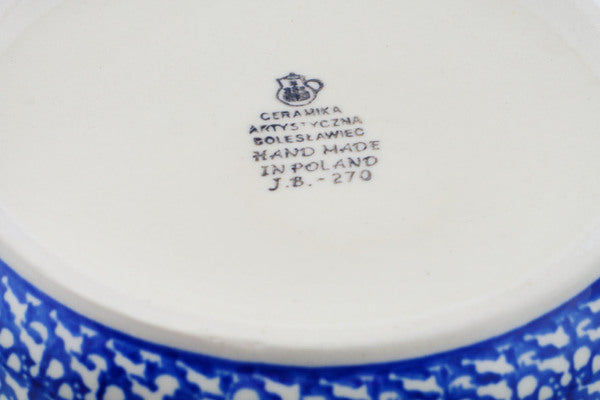 CERAMIKA
ARTYSTYCZNA
BOLESŁAWIEC
HAND MADE
IN POLAND
J.B.-270